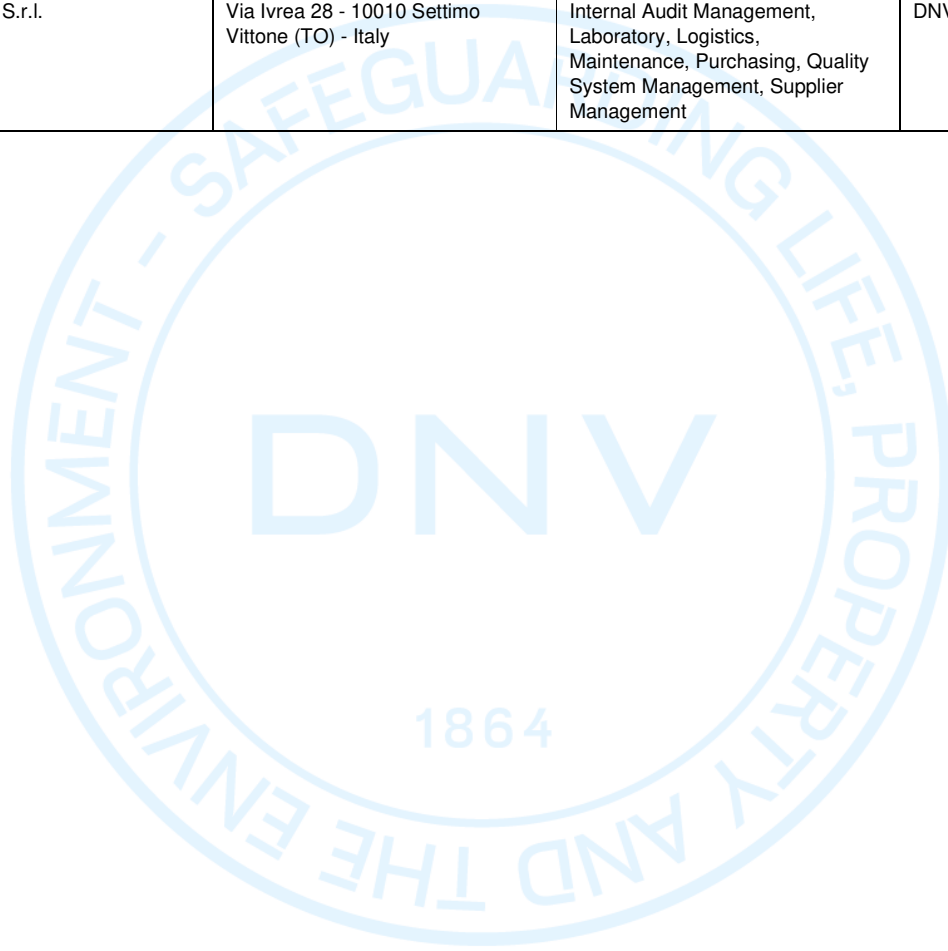 S.r.l.
Via Ivrea 28 - 10010 Settimo
Vittone (TO) - Italy
Internal Audit Management,
Laboratory, Logistics,
Maintenance, Purchasing, Quality
System Management, Supplier
Management
DNV
SAFEGUARDING LIFE, PROPERTY AND THE ENVIRONMENT -
DNV
1864